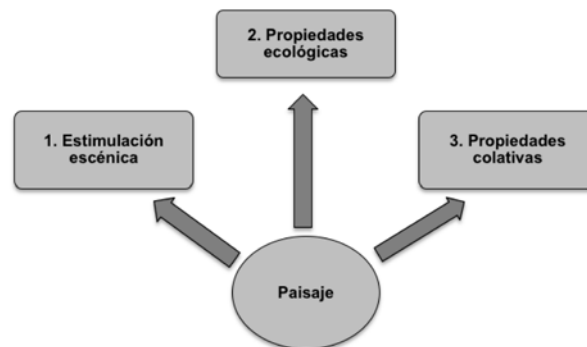 2. Propiedades
ecológicas
1. Estimulación
escénica
3. Propiedades
colativas
Paisaje